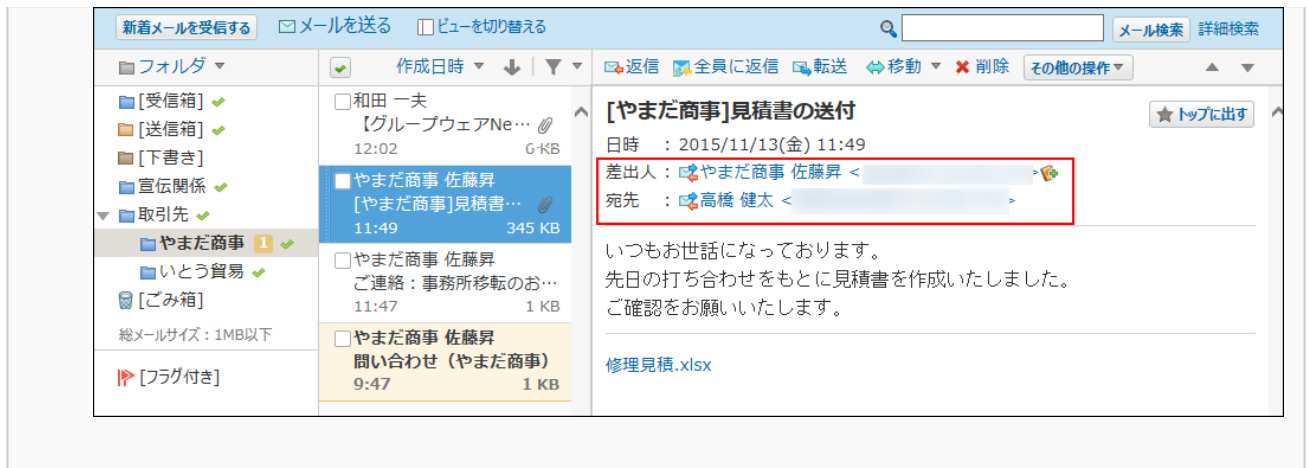 新着メールを受信する メールを送る ビューを切り替える メール検索 詳細検索
フォルダ 作成日時 返信 全員に返信 転送 移動 削除 その他の操作
[受信箱]
[送信箱]
[下書き]
宣伝関係
取引先
やまだ商事 1
いとう貿易
[ごみ箱]
総メールサイズ：1MB以下
[フラグ付き]
和田 一夫
【グループウェアNe…
12:02 6 KB
やまだ商事 佐藤昇
[やまだ商事]見積書…
11:49 345 KB
やまだ商事 佐藤昇
ご連絡：事務所移転のお…
11:47 1 KB
やまだ商事 佐藤昇
問い合わせ（やまだ商事）
9:47 1 KB
[やまだ商事]見積書の送付 トップに出す
日時 ：2015/11/13(金) 11:49
差出人：やまだ商事 佐藤昇 < >
宛先 ：高橋 健太 < >
いつもお世話になっております。
先日の打ち合わせをもとに見積書を作成いたしました。
ご確認をお願いいたします。
修理見積.xlsx